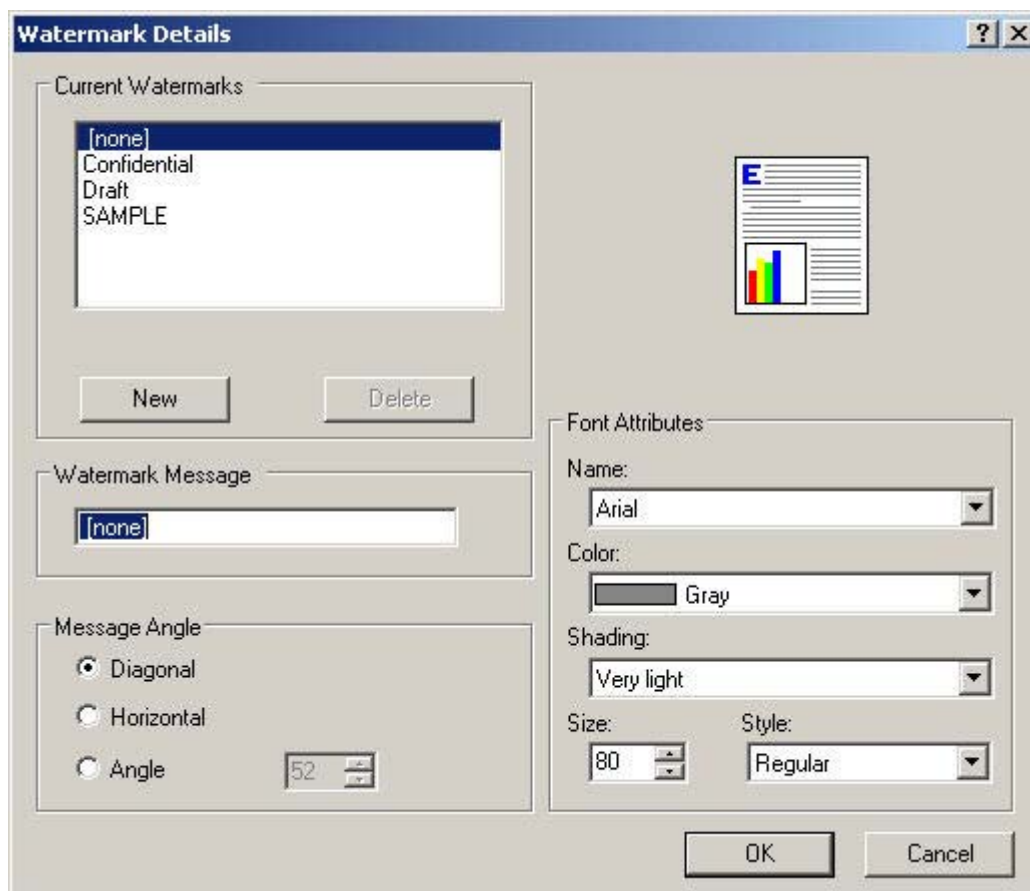 Watermark Details
Current Watermarks
[none]
Confidential
Draft
SAMPLE
New
Delete
E
Watermark Message
[none]
Message Angle
Diagonal
Horizontal
Angle
52
Font Attributes
Name:
Arial
Color:
Gray
Shading:
Very light
Size:
Style:
80
Regular
OK
Cancel